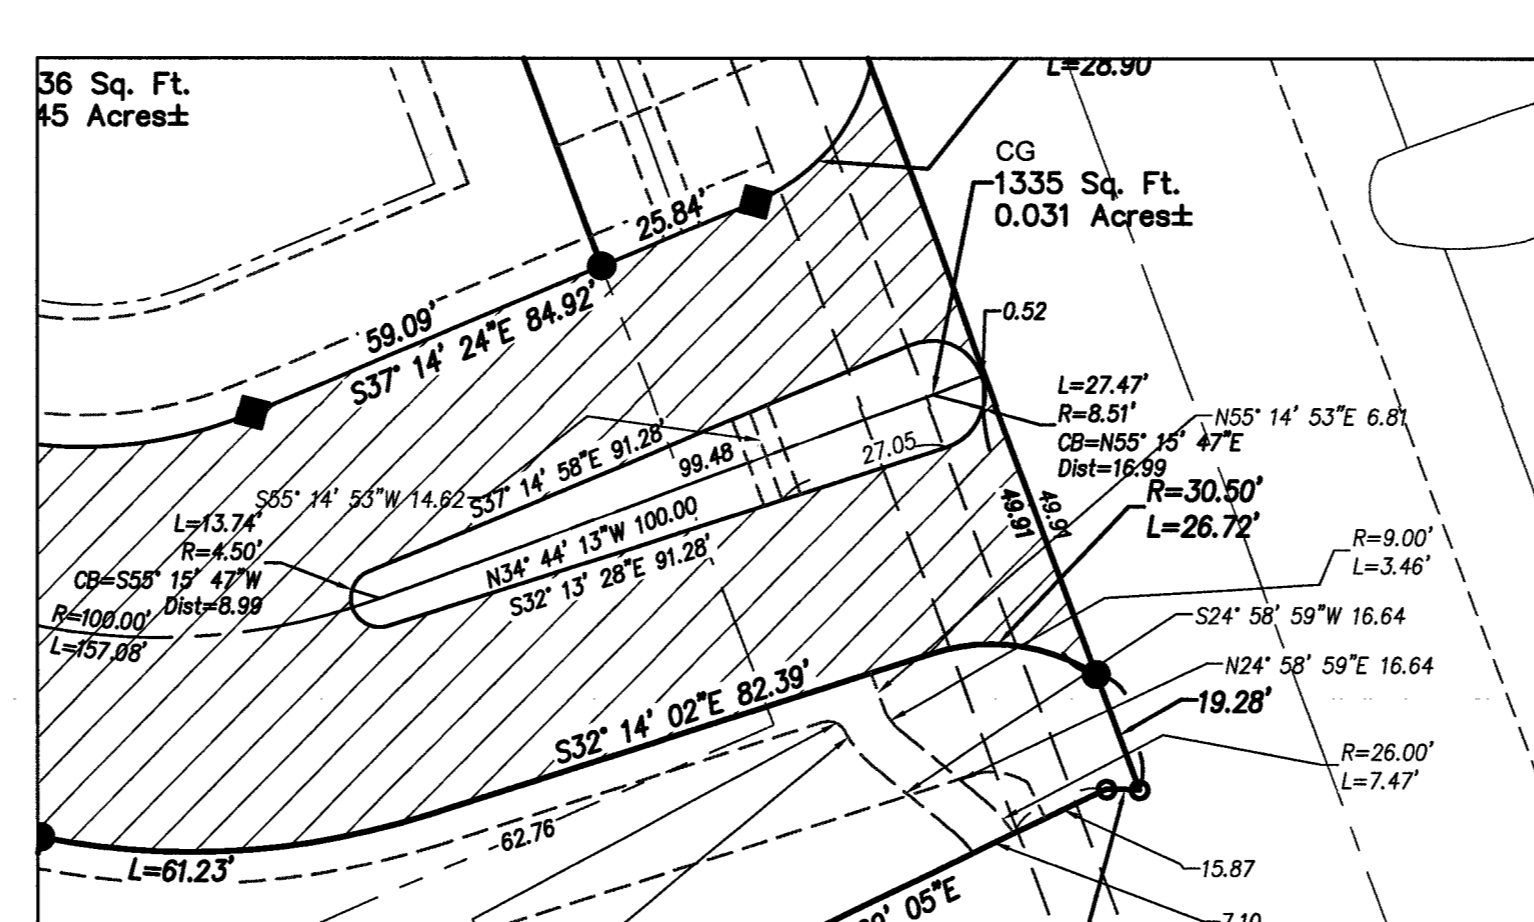 36 Sq. Ft.
45 Acres±
L=28.90
CG
1335 Sq. Ft.
0.031 Acres±
25.84'
59.09'
S37° 14' 24"E 84.92'
0.52
L=27.47'
R=8.51'
CB=N55° 15' 47"E
Dist=16.99
N55° 14' 53"E 6.81
R=30.50'
L=26.72'
S37° 14' 58"E 91.28'
99.48
27.05
S55° 14' 53"W 14.62
L=13.74'
R=4.50'
CB=S55° 15' 47"W
Dist=8.99
N34° 44' 13"W 100.00
S32° 13' 28"E 91.28'
49.91
49.91
R=9.00'
L=3.46'
R=100.00'
L=157.08'
S24° 58' 59"W 16.64
N24° 58' 59"E 16.64
19.28'
S32° 14' 02"E 82.39'
R=26.00'
L=7.47'
62.76
L=61.23'
15.87
05"E
7.10